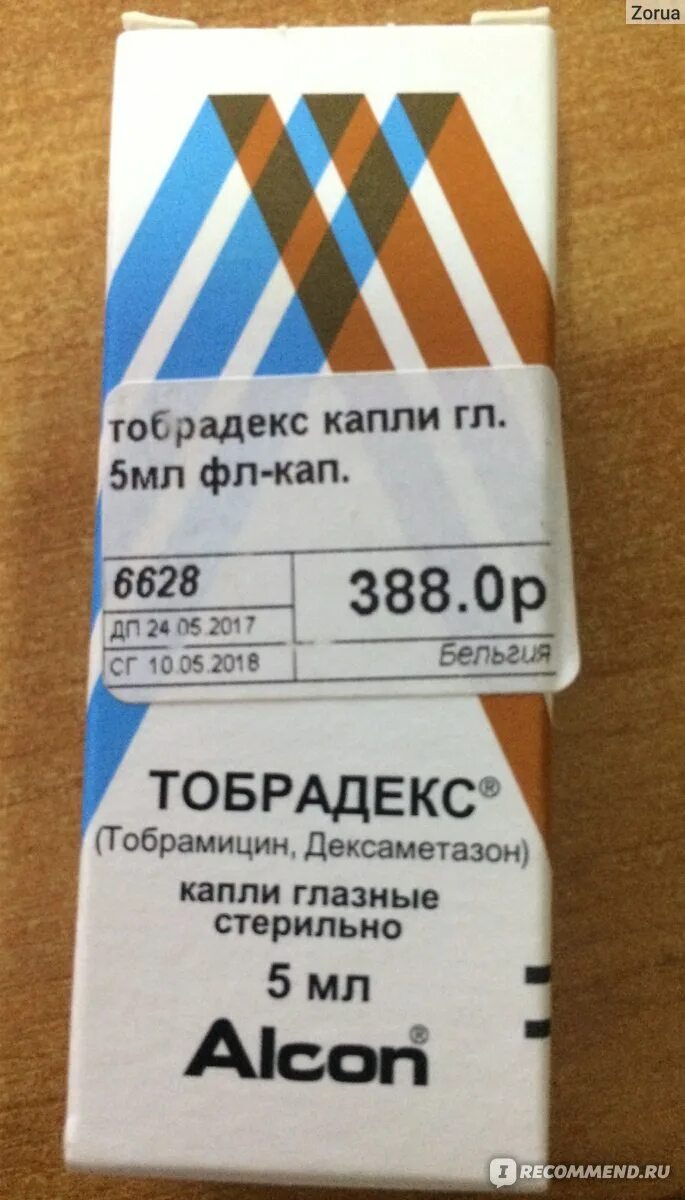 Zorua
тобрадекс капли гл.
5мл фл-кап.
6628
388.0р
ДП 24.05.2017
СГ 10.05.2018
Бельгия
ТОБРАДЕКС®
(Тобрамицин, Дексаметазон)
капли глазные
стерильно
5 мл
Alcon®
IRECOMMEND.RU